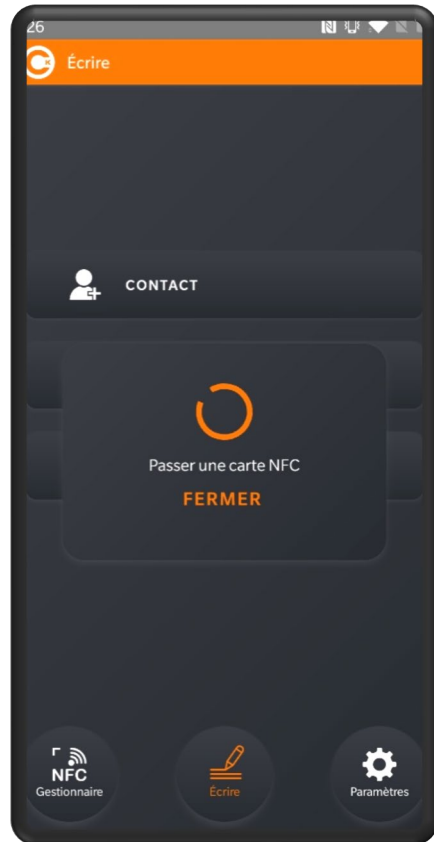 26
Écrire
CONTACT
Passer une carte NFC
FERMER
NFC
Gestionnaire
Écrire
Paramètres